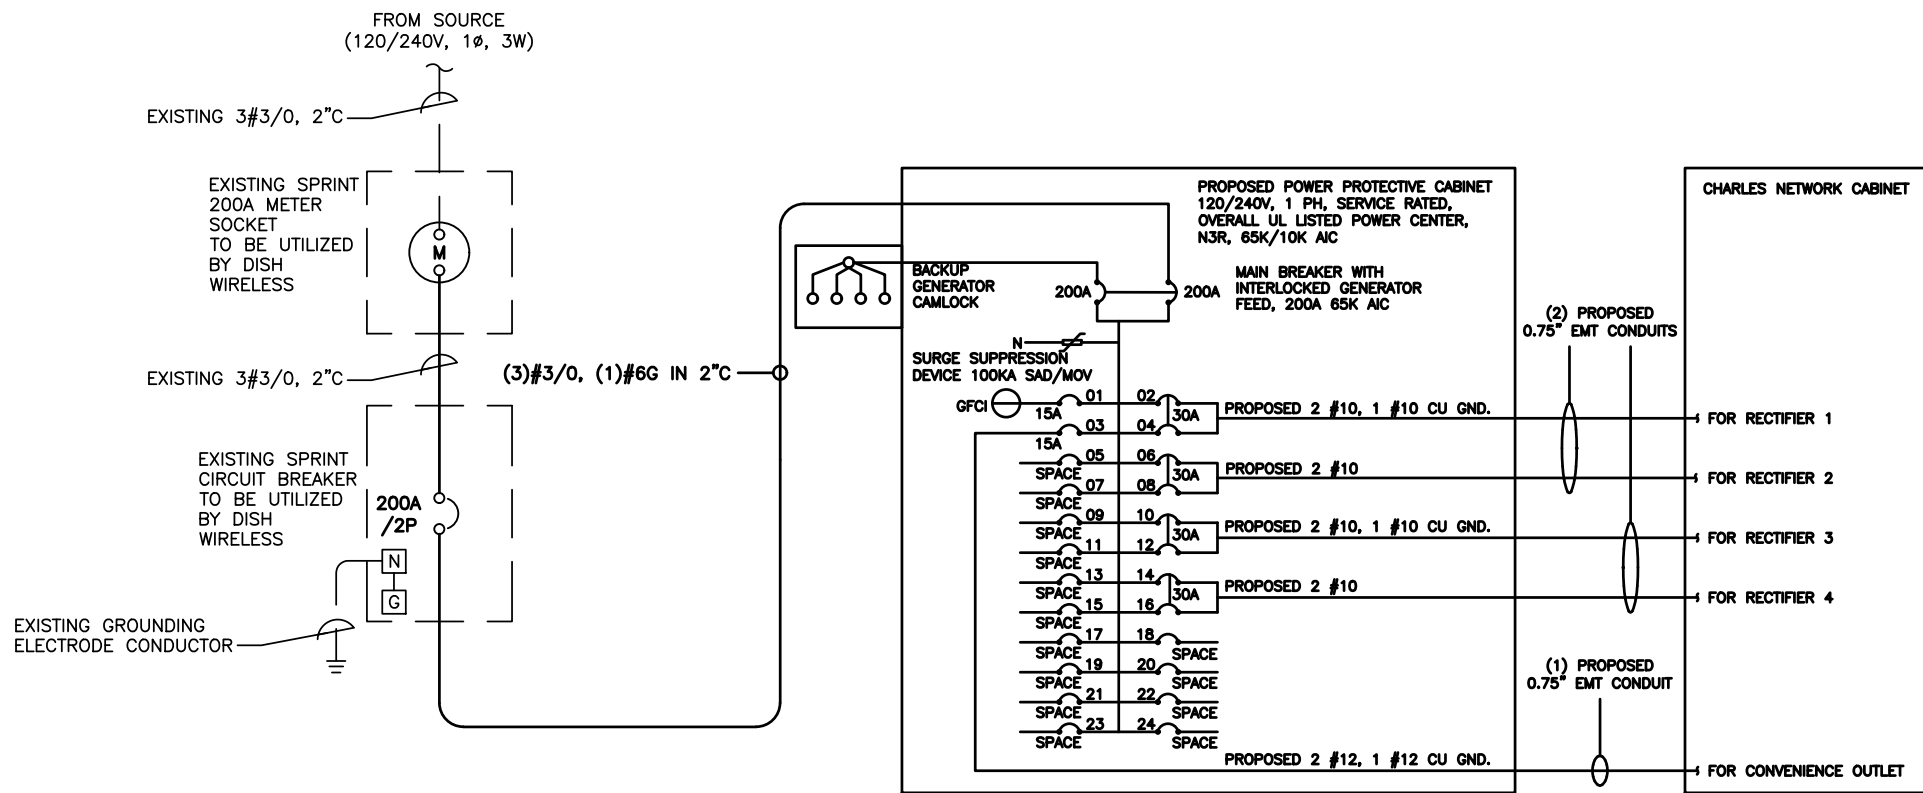 FROM SOURCE
(120/240V, 1ø, 3W)
EXISTING 3#3/0, 2"C
EXISTING SPRINT
200A METER
SOCKET
TO BE UTILIZED
BY DISH
WIRELESS
M
EXISTING 3#3/0, 2"C
EXISTING SPRINT
CIRCUIT BREAKER
TO BE UTILIZED
BY DISH
WIRELESS
200A
/2P
N
G
EXISTING GROUNDING
ELECTRODE CONDUCTOR
(3)#3/0, (1)#6G IN 2"C
PROPOSED POWER PROTECTIVE CABINET
120/240V, 1 PH, SERVICE RATED,
OVERALL UL LISTED POWER CENTER,
N3R, 65K/10K AIC
BACKUP
GENERATOR
CAMLOCK
200A
200A
MAIN BREAKER WITH
INTERLOCKED GENERATOR
FEED, 200A 65K AIC
N
SURGE SUPPRESSION
DEVICE 100KA SAD/MOV
GFCI
15A
01
02
30A
PROPOSED 2 #10, 1 #10 CU GND.
15A
03
04
SPACE
05
06
30A
PROPOSED 2 #10
SPACE
07
08
SPACE
09
10
30A
PROPOSED 2 #10, 1 #10 CU GND.
SPACE
11
12
SPACE
13
14
30A
PROPOSED 2 #10
SPACE
15
16
SPACE
17
18
SPACE
SPACE
19
20
SPACE
SPACE
21
22
SPACE
SPACE
23
24
SPACE
PROPOSED 2 #12, 1 #12 CU GND.
(2) PROPOSED
0.75" EMT CONDUITS
(1) PROPOSED
0.75" EMT CONDUIT
CHARLES NETWORK CABINET
FOR RECTIFIER 1
FOR RECTIFIER 2
FOR RECTIFIER 3
FOR RECTIFIER 4
FOR CONVENIENCE OUTLET